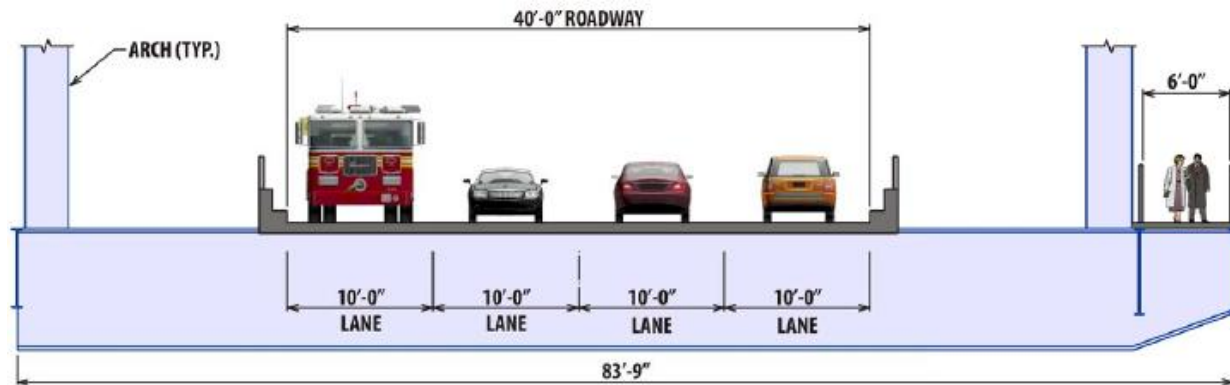 40'-0" ROADWAY
ARCH (TYP.)
6'-0"
10'-0" 10'-0" 10'-0" 10'-0"
LANE LANE LANE LANE
83'-9"